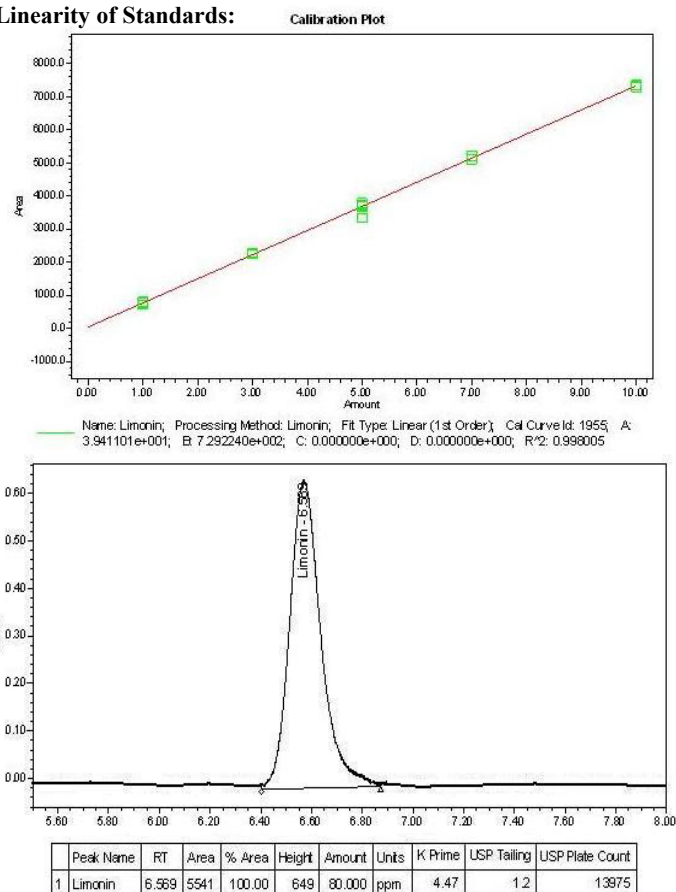 Linearity of Standards:
Calibration Plot
8000.0
7000.0
6000.0
5000.0
4000.0
3000.0
2000.0
1000.0
0.0
-1000.0
Area
0.00 1.00 2.00 3.00 4.00 5.00 6.00 7.00 8.00 9.00 10.00
Amount
Name: Limonin; Processing Method: Limonin; Fit Type: Linear (1st Order); Cal Curve Id: 1955; A:
3.941101e+001; B: 7.292240e+002; C: 0.000000e+000; D: 0.000000e+000; R^2: 0.998005
0.60
0.50
0.40
0.30
0.20
0.10
0.00
Limonin - 6.569
5.60 5.80 6.00 6.20 6.40 6.60 6.80 7.00 7.20 7.40 7.60 7.80 8.00
Peak Name RT Area % Area Height Amount Units K Prime USP Tailing USP Plate Count
1 Limonin 6.569 5541 100.00 649 80.000 ppm 4.47 1.2 13975